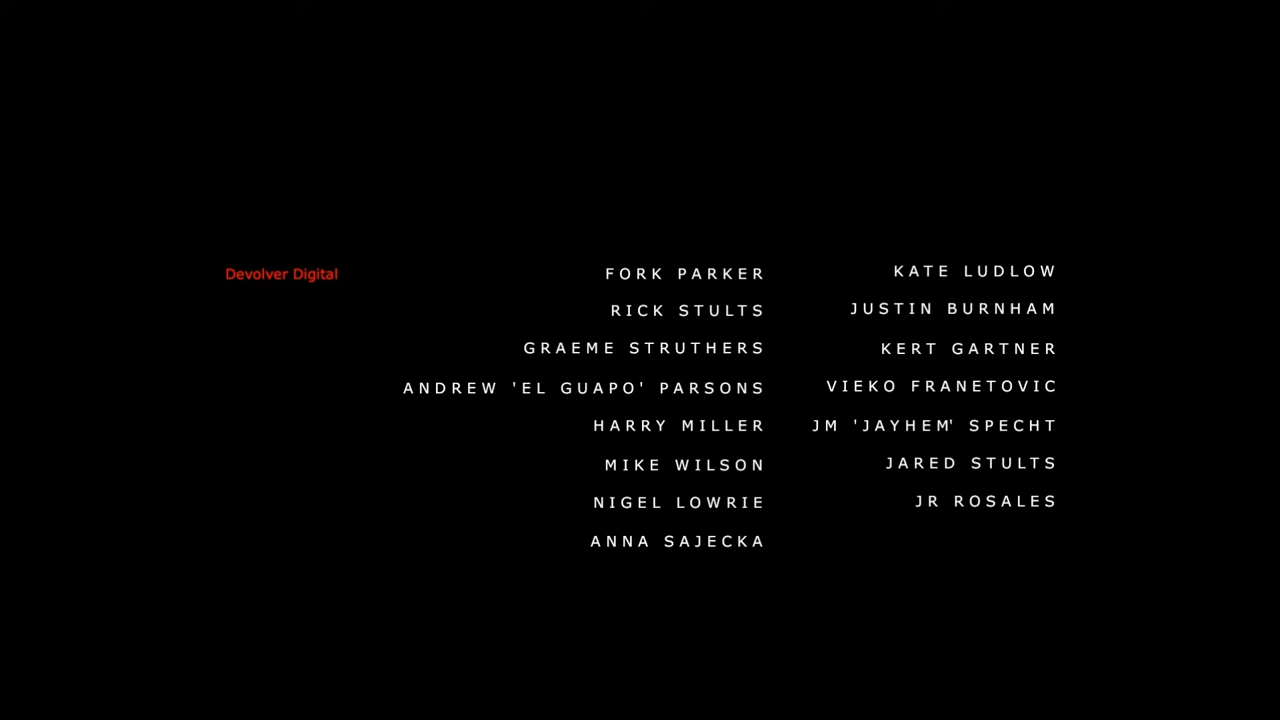 Devolver Digital
FORK PARKER
RICK STULTS
GRAEME STRUTHERS
ANDREW 'EL GUAPO' PARSONS
HARRY MILLER
MIKE WILSON
NIGEL LOWRIE
ANNA SAJECKA
KATE LUDLOW
JUSTIN BURNHAM
KERT GARTNER
VIEKO FRANETOVIC
JM 'JAYHEM' SPECHT
JARED STULTS
JR ROSALES